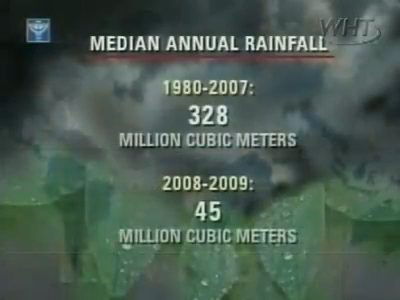 WHT
MEDIAN ANNUAL RAINFALL
1980-2007:
328
MILLION CUBIC METERS
2008-2009:
45
MILLION CUBIC METERS